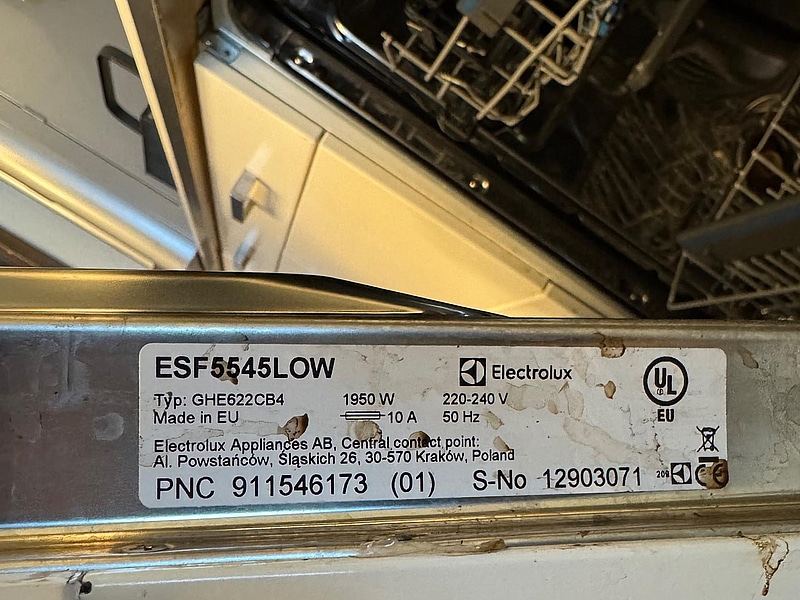 ESF5545LOW
Electrolux
Typ: GHE622CB4 1950 W 220-240 V
Made in EU 10 A 50 Hz
UL
EU
Electrolux Appliances AB, Central contact point:
Al. Powstańców, Śląskich 26, 30-570 Kraków, Poland
PNC 911546173 (01) S-No 12903071
CE